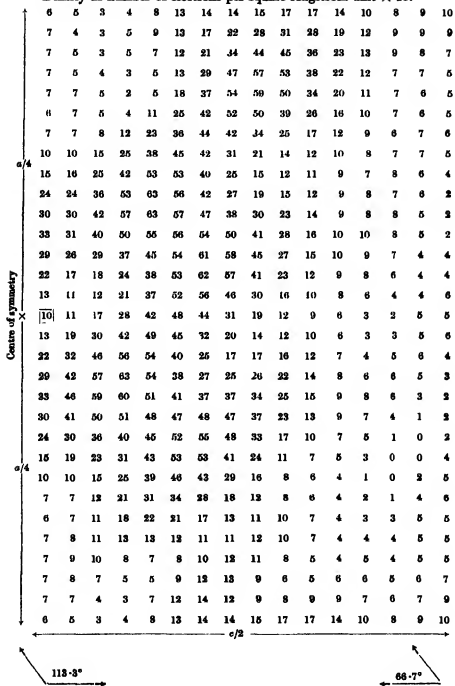 Density in number of electrons per square Angstrom unit × 10.
6 5 3 4 8 13 14 14 15 17 17 14 10 8 9 10
7 4 3 5 9 13 17 22 28 31 28 19 12 9 9 9
7 5 3 5 7 12 21 34 44 45 36 23 13 9 8 7
7 5 4 3 5 13 29 47 57 53 38 22 12 7 7 5
7 7 5 2 5 18 37 54 59 50 34 20 11 7 6 5
6 7 5 4 11 25 42 52 50 39 26 16 10 7 6 5
7 7 8 12 23 36 44 42 34 25 17 12 9 6 7 6
10 10 15 25 38 45 42 31 21 14 12 10 8 7 7 5
a/4
15 16 25 42 53 53 40 25 15 12 11 9 7 8 6 4
24 24 36 53 63 56 42 27 19 15 12 9 8 7 6 2
30 30 42 57 63 57 47 38 30 23 14 9 8 8 5 2
33 31 40 50 55 56 54 50 41 28 16 10 10 8 5 2
29 26 29 37 45 54 61 58 45 27 15 10 9 7 4 4
22 17 18 24 38 53 62 57 41 23 12 9 8 6 4 4
13 11 12 21 37 52 56 46 30 16 10 8 6 4 4 6
Centre of symmetry
× 10 11 17 28 42 48 44 31 19 12 9 6 3 2 5 5
13 19 30 42 49 45 32 20 14 12 10 6 3 3 5 6
22 32 46 56 54 40 25 17 17 16 12 7 4 5 6 4
29 42 57 63 54 38 27 25 26 22 14 8 6 6 5 3
33 46 59 60 51 41 37 37 34 25 15 9 8 6 3 2
30 41 50 51 48 47 48 47 37 23 13 9 7 4 1 2
24 30 36 40 45 52 55 48 33 17 10 7 5 1 0 2
15 19 23 31 43 53 53 41 24 11 7 5 3 0 0 4
a/4
10 10 15 25 39 46 43 29 16 8 6 4 1 0 2 5
7 7 12 21 31 34 28 18 12 8 6 4 2 1 4 6
6 7 11 18 22 21 17 13 11 10 7 4 3 3 5 5
7 8 11 13 13 12 11 11 12 10 7 4 4 4 5 5
7 9 10 8 7 8 10 12 11 8 5 4 5 4 5 5
7 8 7 5 5 9 12 13 9 6 5 6 6 5 6 7
7 7 4 3 7 12 14 12 9 8 9 9 7 6 7 9
6 5 3 4 8 13 14 14 15 17 17 14 10 8 9 10
c/2
113·3°
66·7°